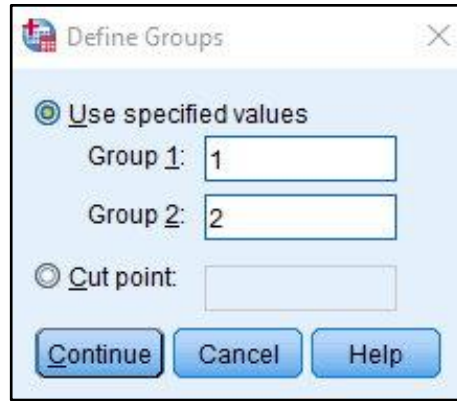 Define Groups
Use specified values
Group 1: 1
Group 2: 2
Cut point:
Continue Cancel Help